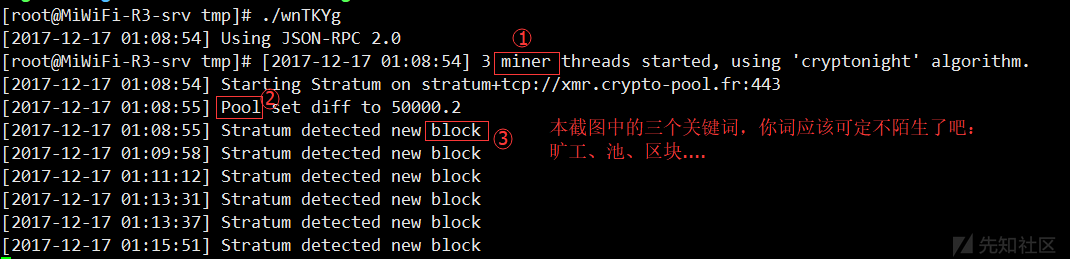 [root@MiWiFi-R3-srv tmp]# ./wnTKYg
[2017-12-17 01:08:54] Using JSON-RPC 2.0
①
[root@MiWiFi-R3-srv tmp]# [2017-12-17 01:08:54] 3 miner threads started, using 'cryptonight' algorithm.
[2017-12-17 01:08:54] Starting Stratum on stratum+tcp://xmr.crypto-pool.fr:443
[2017-12-17 01:08:55] Pool② set diff to 50000.2
[2017-12-17 01:08:55] Stratum detected new block ③
本截图中的三个关键词，你词应该可定不陌生了吧：
[2017-12-17 01:09:58] Stratum detected new block
旷工、池、区块....
[2017-12-17 01:11:12] Stratum detected new block
[2017-12-17 01:13:31] Stratum detected new block
[2017-12-17 01:13:37] Stratum detected new block
[2017-12-17 01:15:51] Stratum detected new block
先知社区